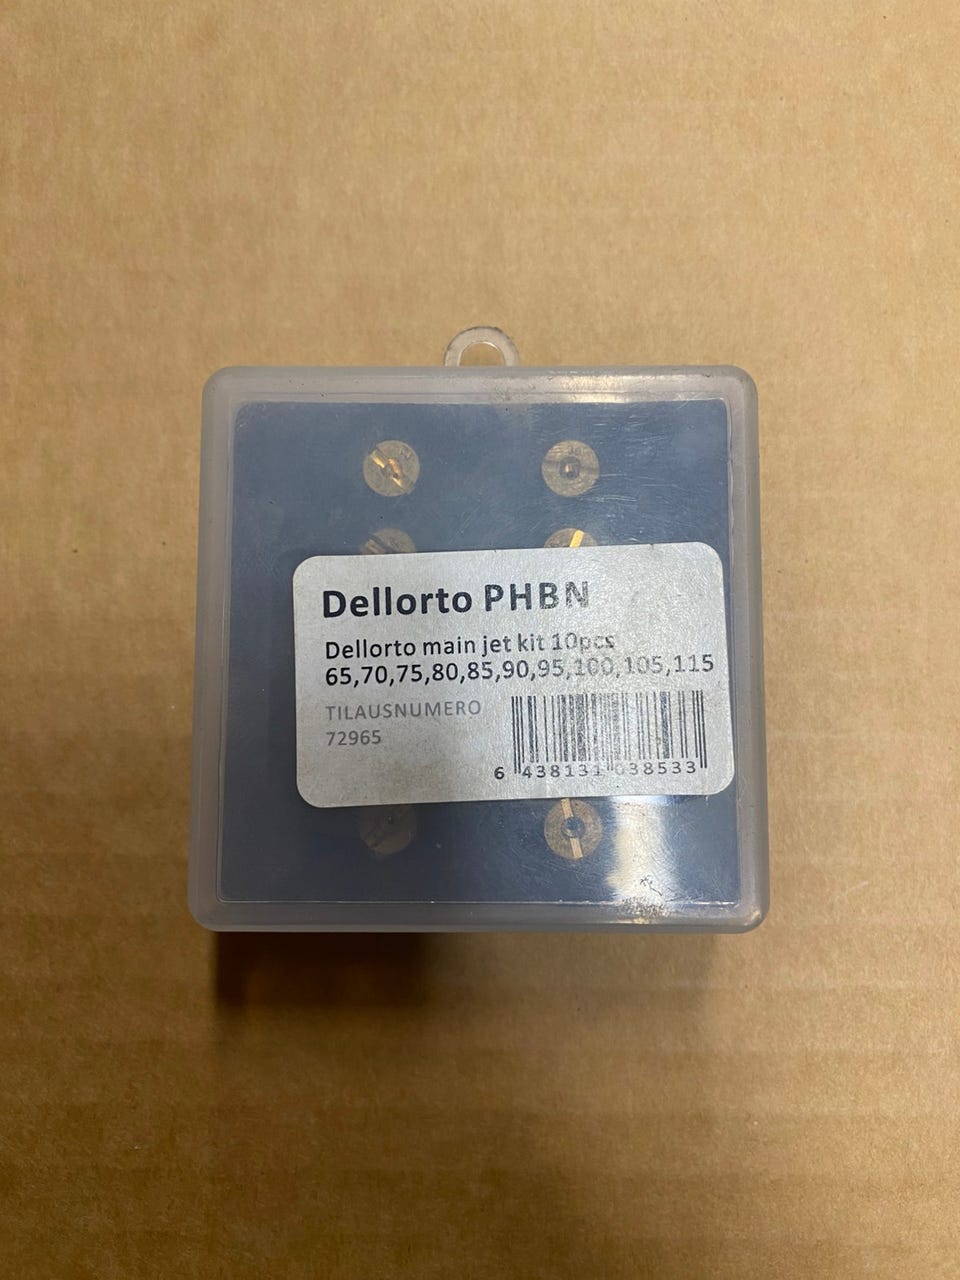 Dellorto PHBN
Dellorto main jet kit 10pcs
65,70,75,80,85,90,95,100,105,115
TILAUSNUMERO
72965
6 438131 038533